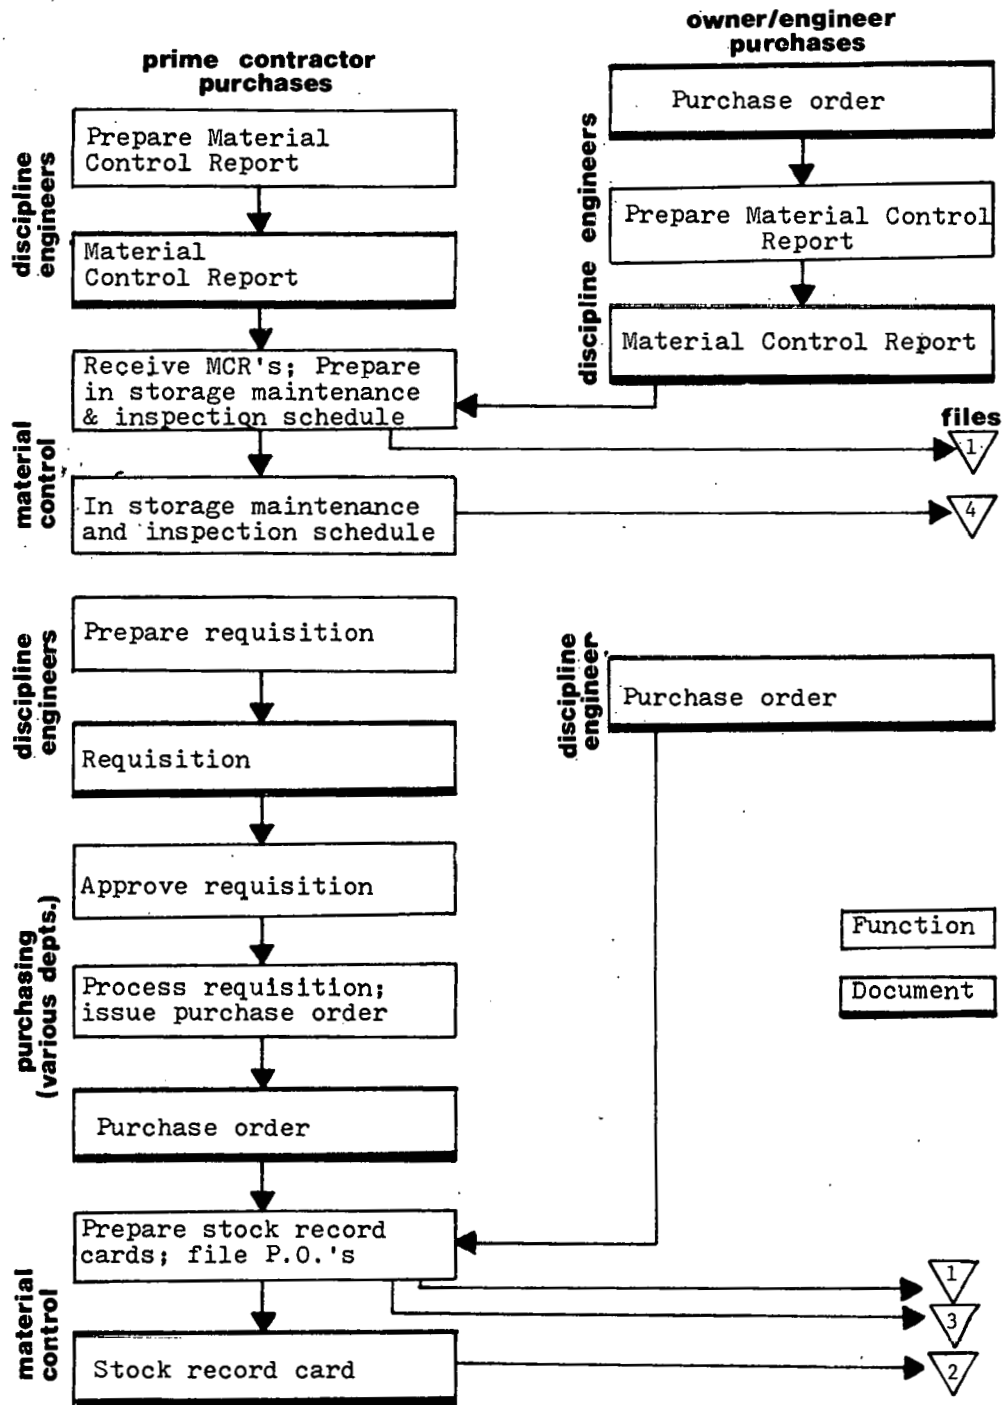 owner/engineer
purchases
prime contractor
purchases
Purchase order
Prepare Material
Control Report
discipline
engineers
discipline engineers
Prepare Material Control
Report
Material
Control Report
Material Control Report
Receive MCR's; Prepare
in storage maintenance
& inspection schedule
files
1
material
control
In storage maintenance
and inspection schedule
4
Prepare requisition
discipline
engineers
discipline
engineer
Purchase order
Requisition
Approve requisition
Function
purchasing
(various depts.)
Process requisition;
issue purchase order
Document
Purchase order
Prepare stock record
cards; file P.O.'s
1
3
material
control
Stock record card
2